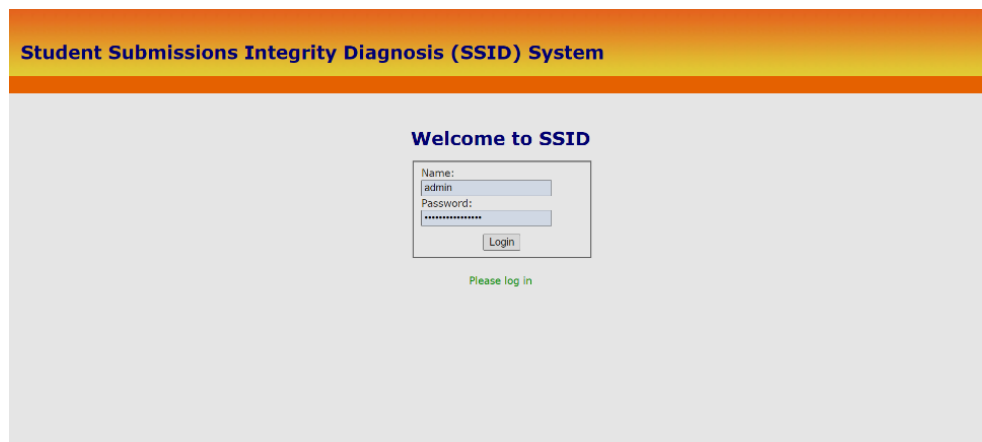 Student Submissions Integrity Diagnosis (SSID) System
Welcome to SSID
Name:
admin
Password:
•••••••••••••••
Login
Please log in